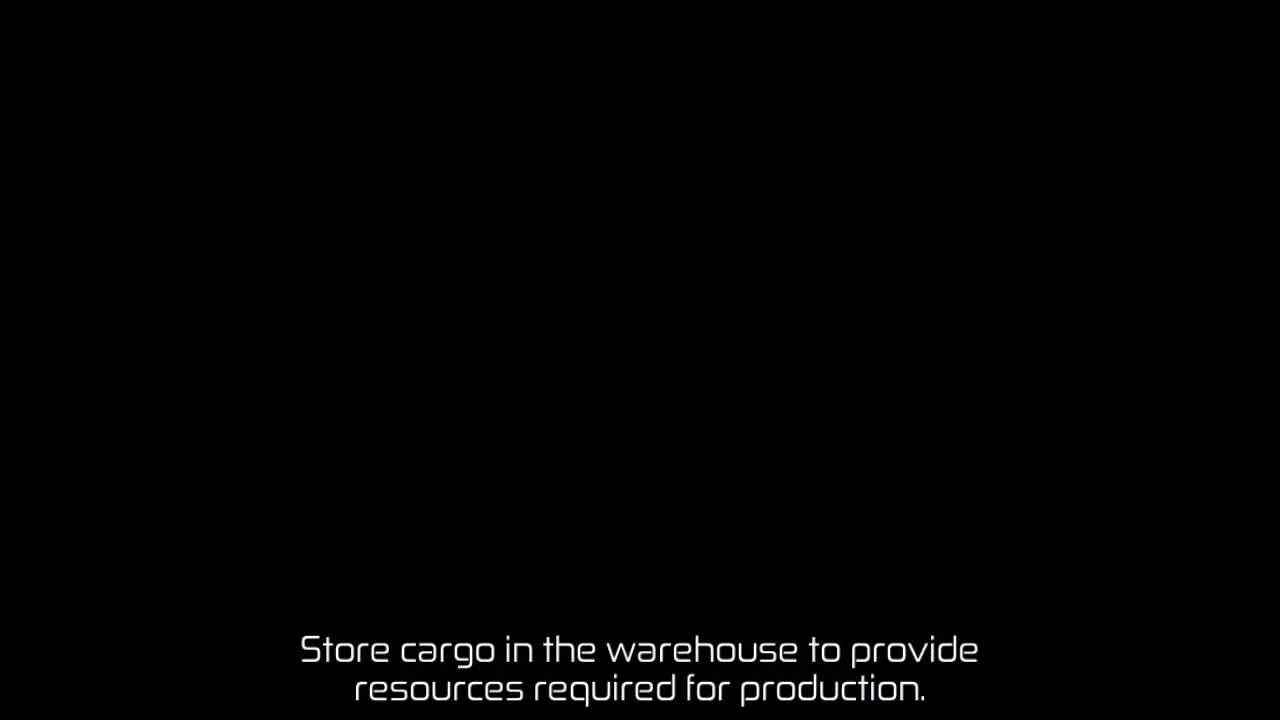 Store cargo in the warehouse to provide
resources required for production.